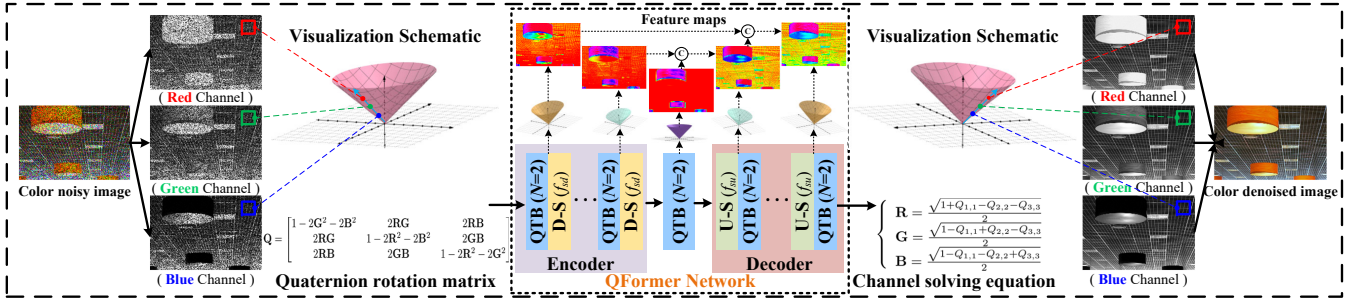 Color noisy image
( Red Channel )
( Green Channel )
( Blue Channel )
Visualization Schematic
Q = [ 1 − 2G² − 2B² 2RG 2RB
2RG 1 − 2R² − 2B² 2GB
2RB 2GB 1 − 2R² − 2G² ]
Quaternion rotation matrix
Feature maps
C
C
C
QTB (N=2)
D-S (f_sd)
...
QTB (N=2)
D-S (f_sd)
QTB (N=2)
U-S (f_su)
QTB (N=2)
...
U-S (f_su)
QTB (N=2)
Encoder
Decoder
QFormer Network
Visualization Schematic
R = √(1+Q₁,₁−Q₂,₂−Q₃,₃) / 2
G = √(1−Q₁,₁+Q₂,₂−Q₃,₃) / 2
B = √(1−Q₁,₁−Q₂,₂+Q₃,₃) / 2
Channel solving equation
( Red Channel )
( Green Channel )
( Blue Channel )
Color denoised image